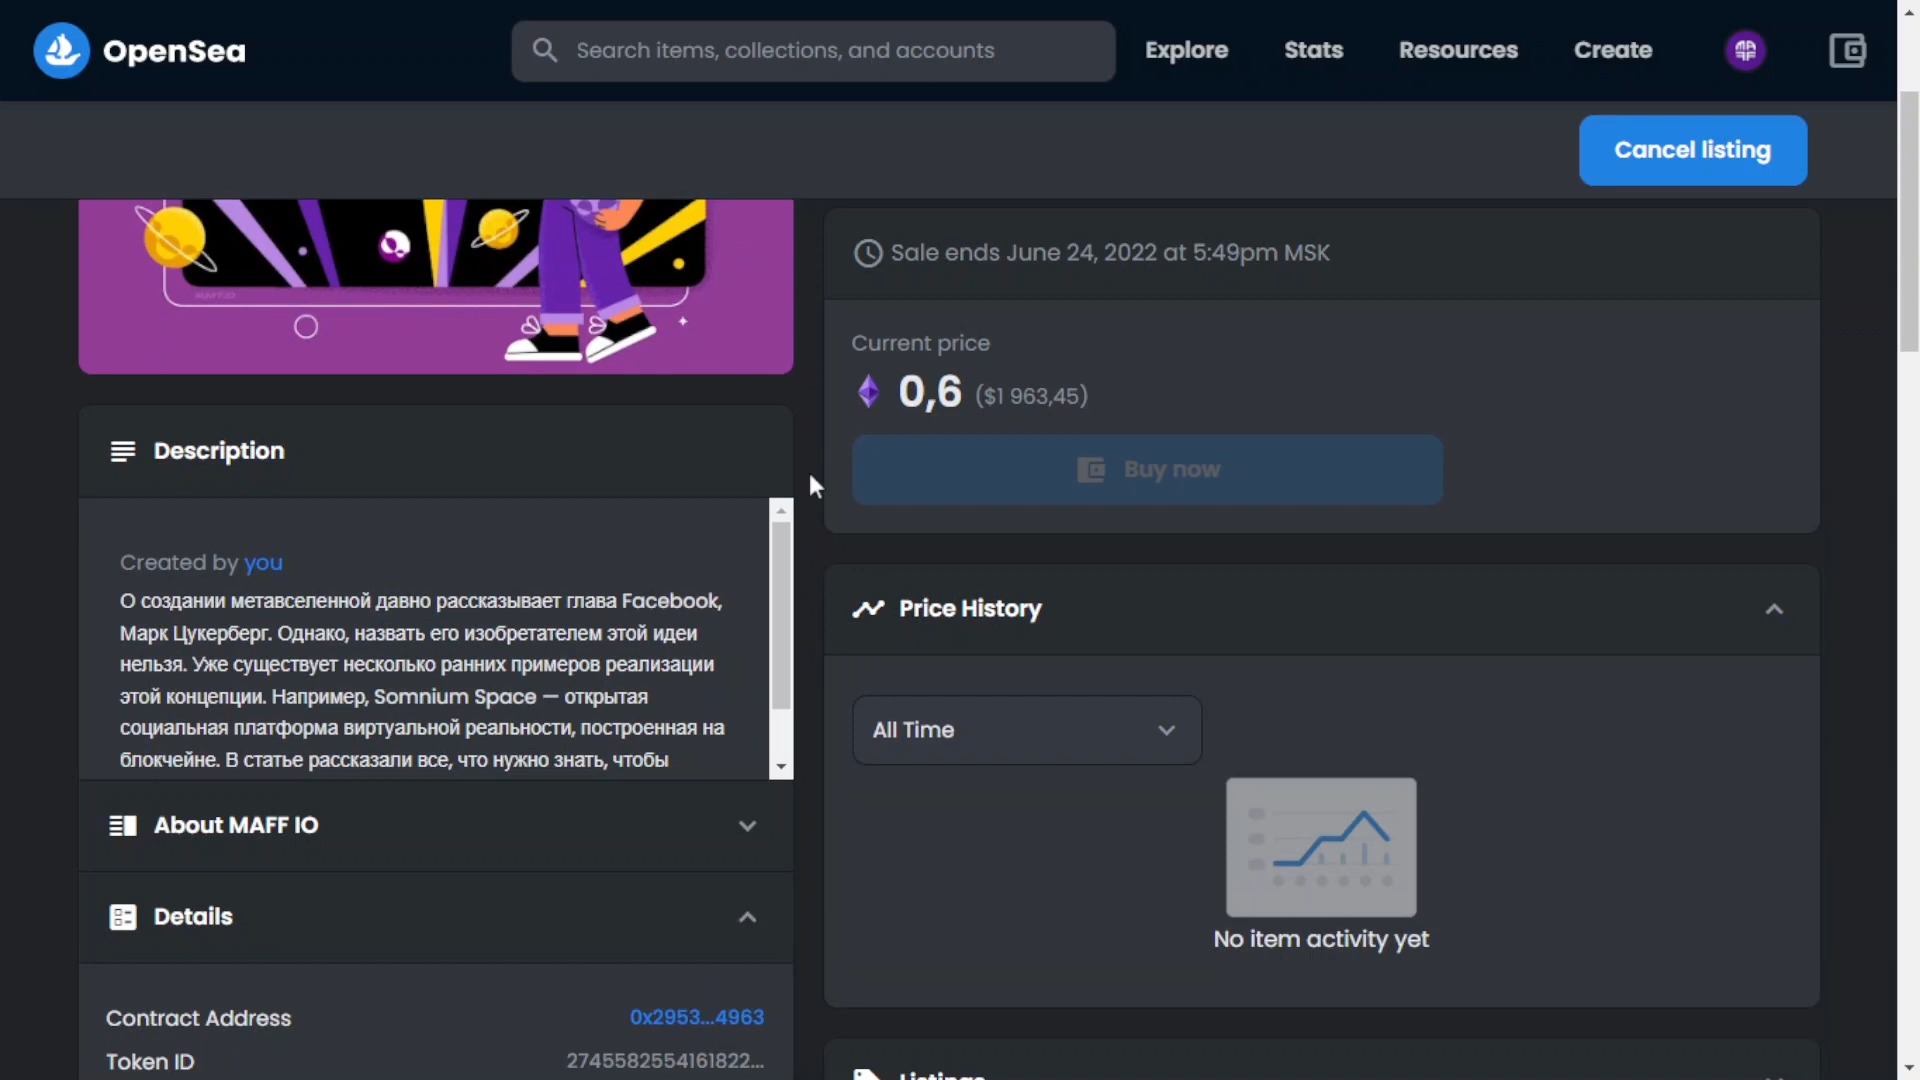 OpenSea
Search items, collections, and accounts
Explore
Stats
Resources
Create
Cancel listing
Sale ends June 24, 2022 at 5:49pm MSK
Current price
0,6 ($1 963,45)
Buy now
Description
Created by you
О создании метавселенной давно рассказывает глава Facebook,
Марк Цукерберг. Однако, назвать его изобретателем этой идеи
нельзя. Уже существует несколько ранних примеров реализации
этой концепции. Например, Somnium Space — открытая
социальная платформа виртуальной реальности, построенная на
блокчейне. В статье рассказали все, что нужно знать, чтобы
About MAFF IO
Details
Contract Address 0x2953...4963
Token ID 2745582554161822...
Price History
All Time
No item activity yet
Listings